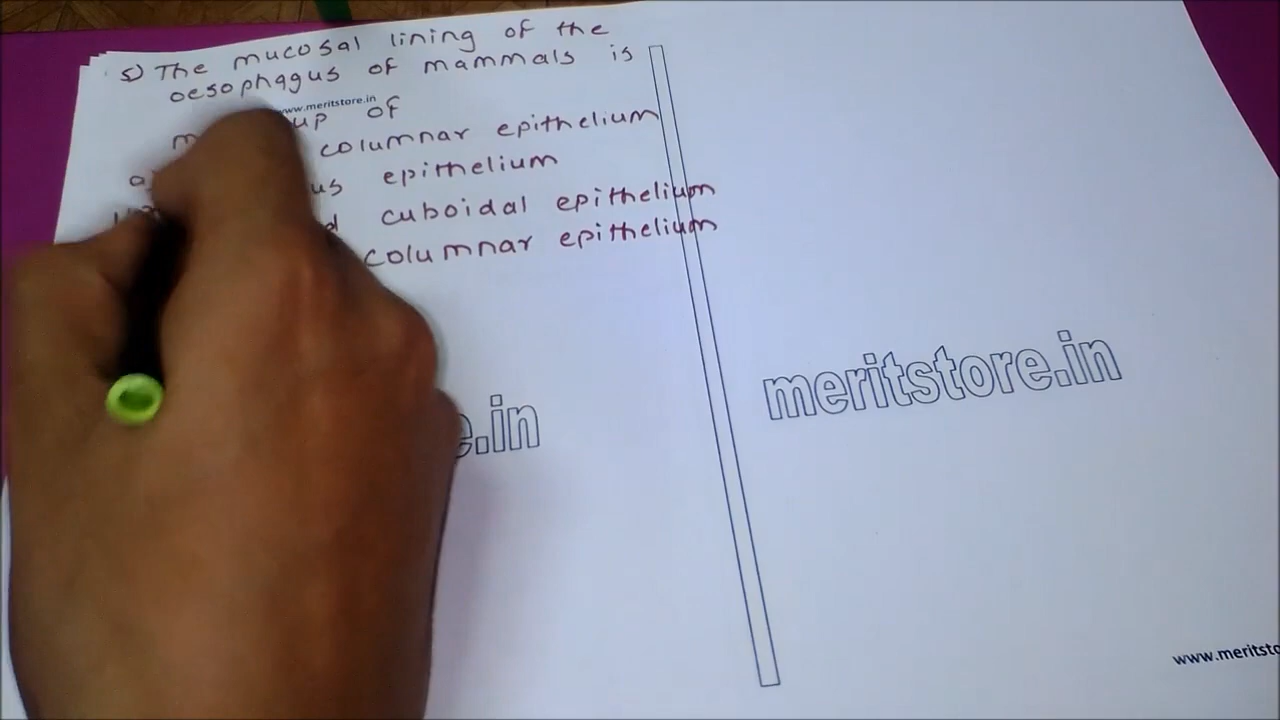 5) The mucosal lining of the
oesophagus of mammals is
www.meritstore.in
up of
columnar epithelium
epithelium
cuboidal epithelium
columnar epithelium
meritstore.in
e.in
www.meritsto